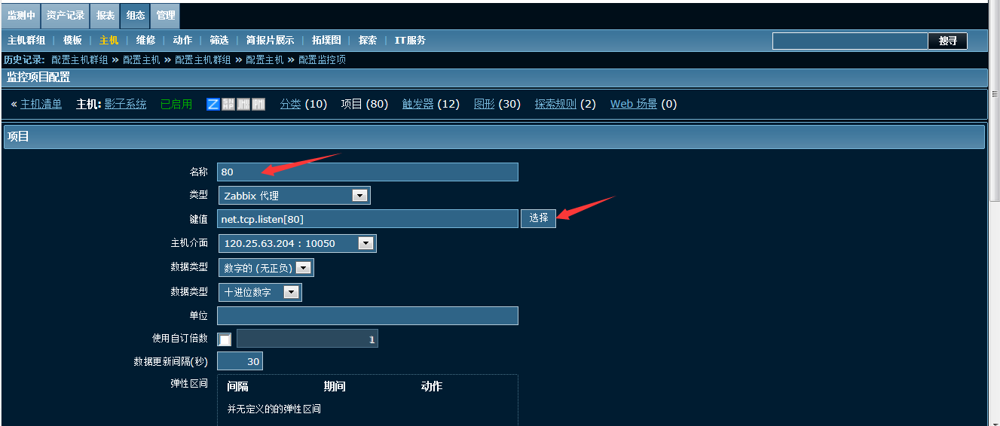 监测中 资产记录 报表 组态 管理
主机群组 | 模板 | 主机 | 维修 | 动作 | 筛选 | 简报片展示 | 拓墣图 | 探索 | IT服务 搜寻
历史记录: 配置主机群组 » 配置主机 » 配置主机群组 » 配置主机 » 配置监控项
监控项目配置
« 主机清单 主机: 影子系统 已启用 Z 分类 (10) 项目 (80) 触发器 (12) 图形 (30) 探索规则 (2) Web 场景 (0)
项目
名称 80
类型 Zabbix 代理
键值 net.tcp.listen[80] 选择
主机介面 120.25.63.204 : 10050
数据类型 数字的 (无正负)
数据类型 十进位数字
单位
使用自订倍数 1
数据更新间隔(秒) 30
弹性区间 间隔 期间 动作
并无定义的的弹性区间